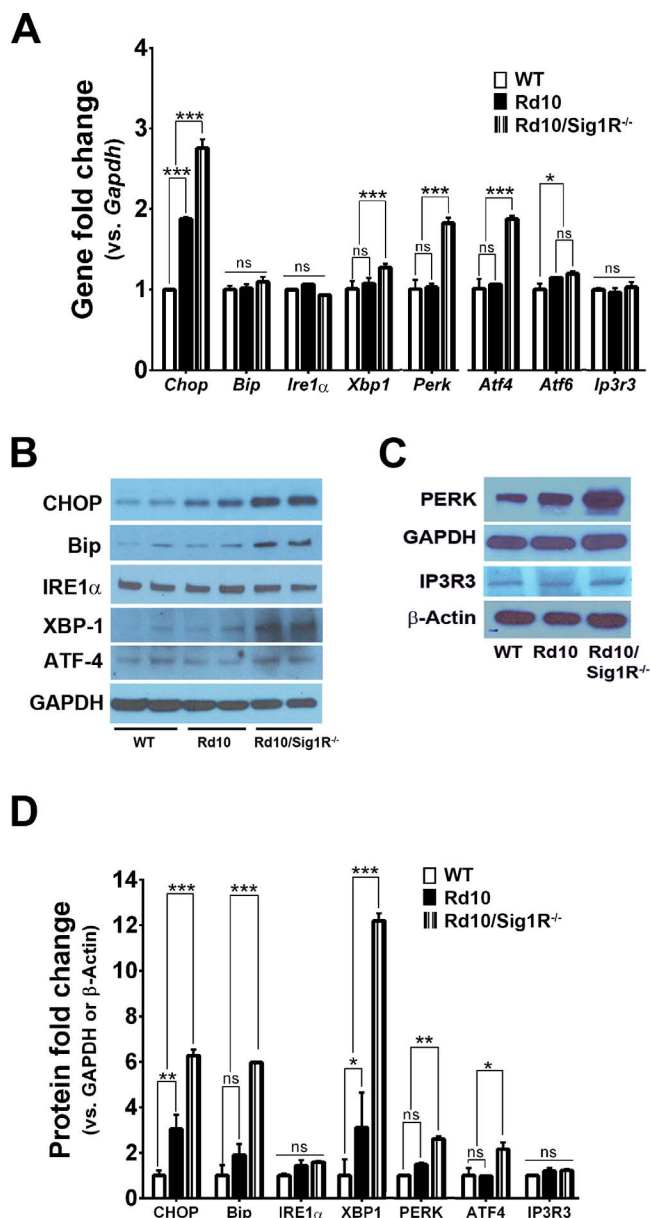 A
4
3
2
1
0
Gene fold change
(vs. Gapdh)
WT
Rd10
Rd10/Sig1R-/-
*** *** ns ns ns *** ns *** ns *** * ns ns
Chop Bip Ire1α Xbp1 Perk Atf4 Atf6 Ip3r3
B
CHOP
Bip
IRE1α
XBP-1
ATF-4
GAPDH
WT Rd10 Rd10/Sig1R-/-
C
PERK
GAPDH
IP3R3
β-Actin
WT Rd10 Rd10/
Sig1R-/-
D
14
12
10
8
6
4
2
0
Protein fold change
(vs. GAPDH or β-Actin)
WT
Rd10
Rd10/Sig1R-/-
** *** ns *** ns * *** ns ** ns * ns
CHOP Bip IRE1α XBP1 PERK ATF4 IP3R3